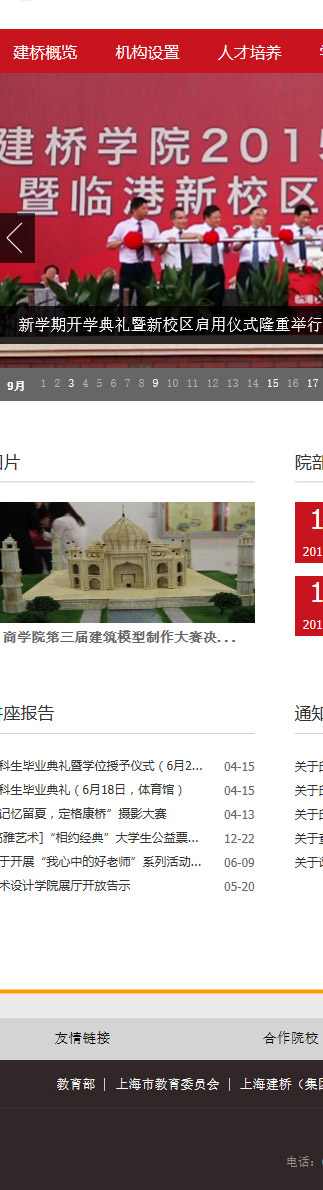 建桥概览 机构设置 人才培养
建桥学院2015
暨临港新校区
新学期开学典礼暨新校区启用仪式隆重举行
9月 1 2 3 4 5 6 7 8 9 10 11 12 13 14 15 16 17
图片 院部
201
商学院第三届建筑模型制作大赛决...
201
讲座报告 通知
科生毕业典礼暨学位授予仪式（6月2... 04-15 关于
科生毕业典礼（6月18日，体育馆） 04-15 关于
记忆留夏，定格康桥”摄影大赛 04-13 关于
高雅艺术］“相约经典”大学生公益票... 12-22 关于
于开展“我心中的好老师”系列活动... 06-09 关于
术设计学院展厅开放告示 05-20
友情链接 合作院校
教育部 | 上海市教育委员会 | 上海建桥（集团
电话：